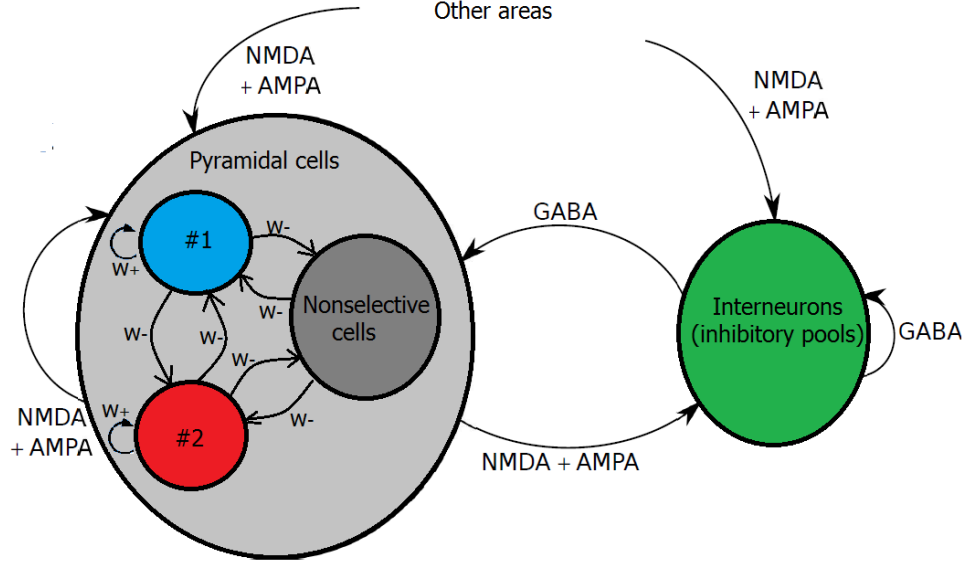 Other areas
NMDA
+ AMPA
NMDA
+ AMPA
Pyramidal cells
GABA
#1
W-
W+
Nonselective
cells
W-
Interneurons
(inhibitory pools)
GABA
W-
W-
W-
W+
W-
NMDA
+ AMPA
#2
NMDA + AMPA